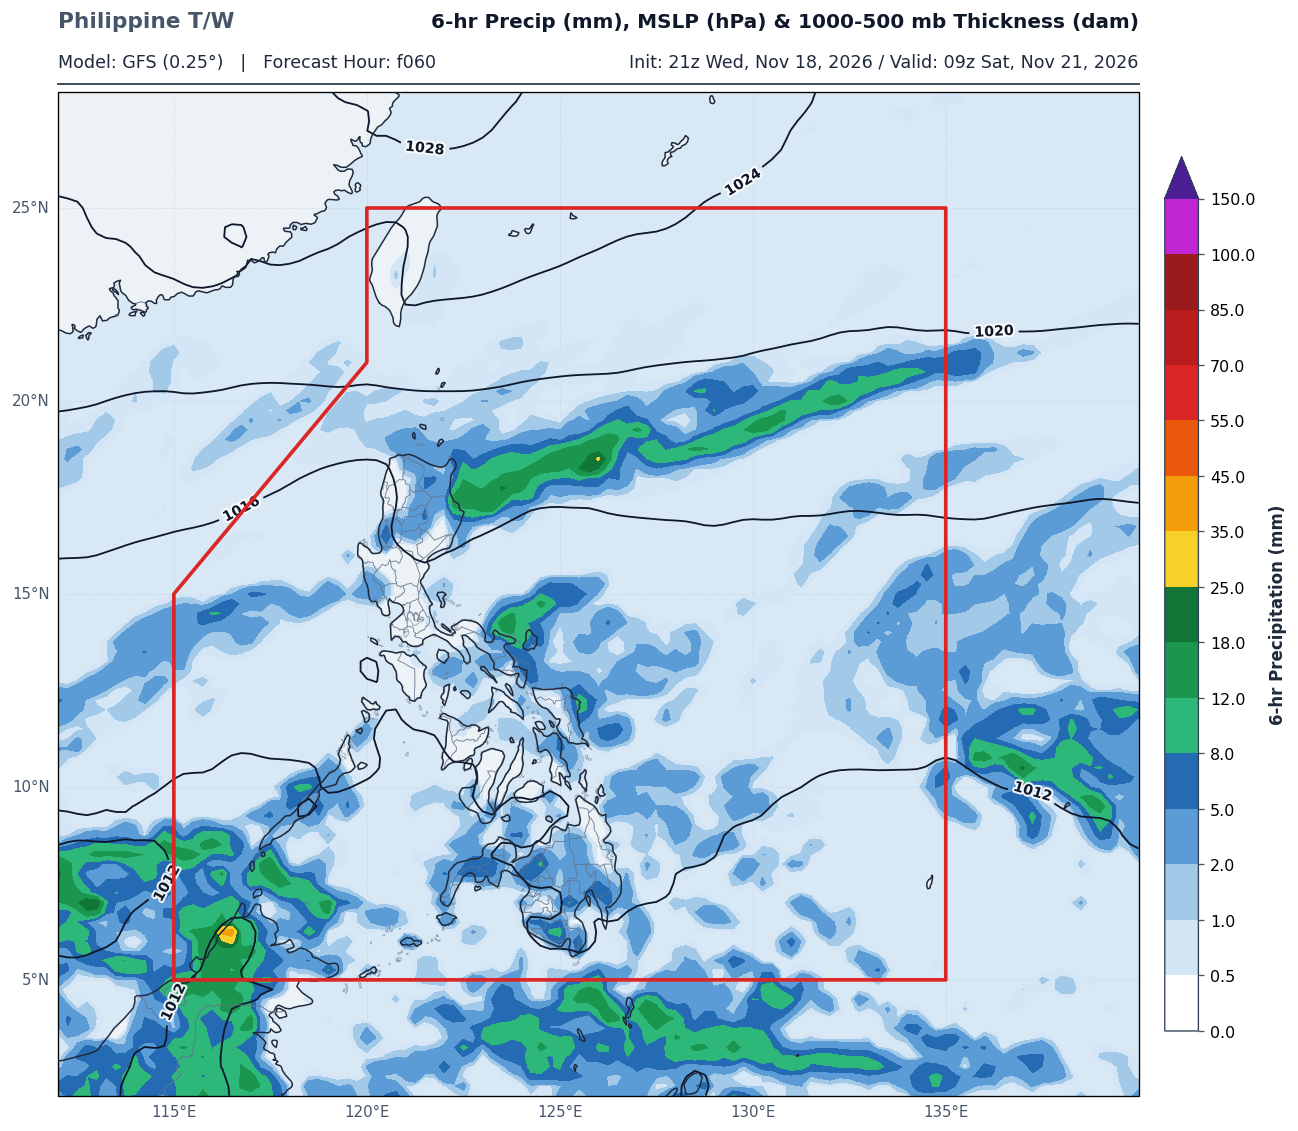 Philippine T/W
6-hr Precip (mm), MSLP (hPa) & 1000-500 mb Thickness (dam)
Model: GFS (0.25°) | Forecast Hour: f060
Init: 21z Wed, Nov 18, 2026 / Valid: 09z Sat, Nov 21, 2026
1028
1024
1020
1016
1012
1012
1012
25°N
20°N
15°N
10°N
5°N
115°E
120°E
125°E
130°E
135°E
150.0
100.0
85.0
70.0
55.0
45.0
35.0
25.0
18.0
12.0
8.0
5.0
2.0
1.0
0.5
0.0
6-hr Precipitation (mm)